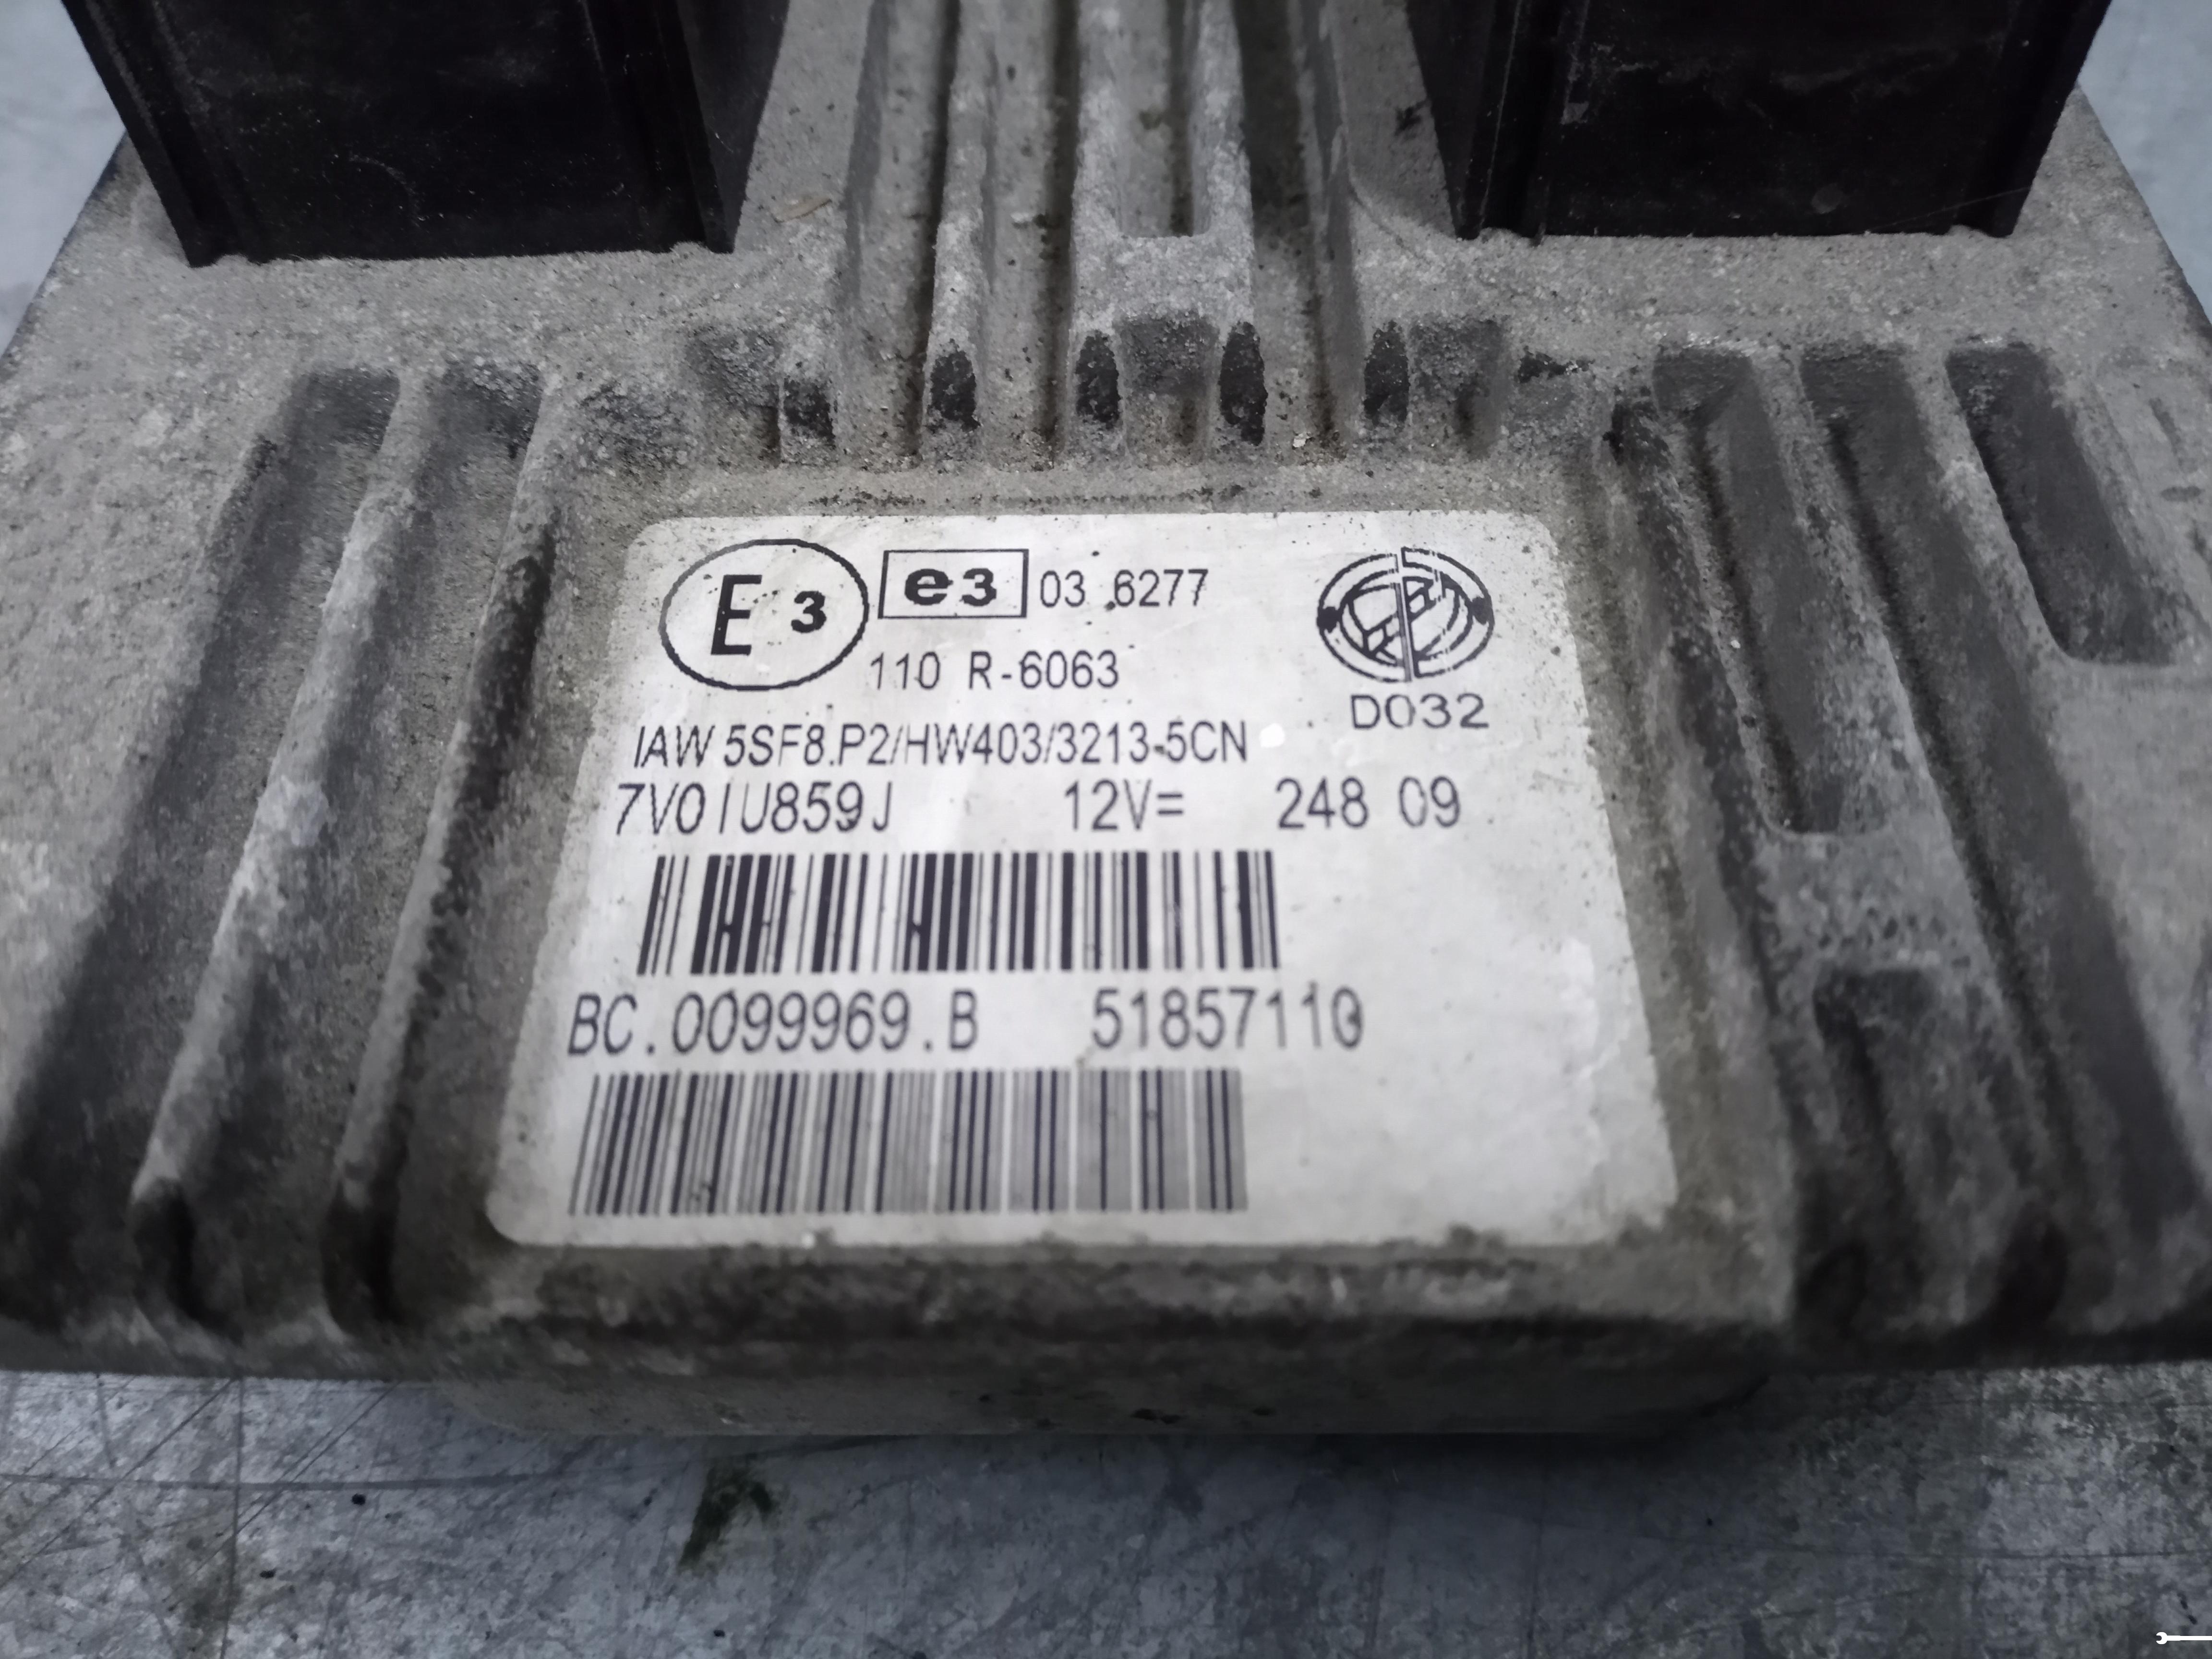 E 3 e3 03 6277
110 R-6063
D032
IAW 5SF8.P2/HW403/3213-5CN
7V01U859J 12V= 248 09
BC.0099969.B 51857110